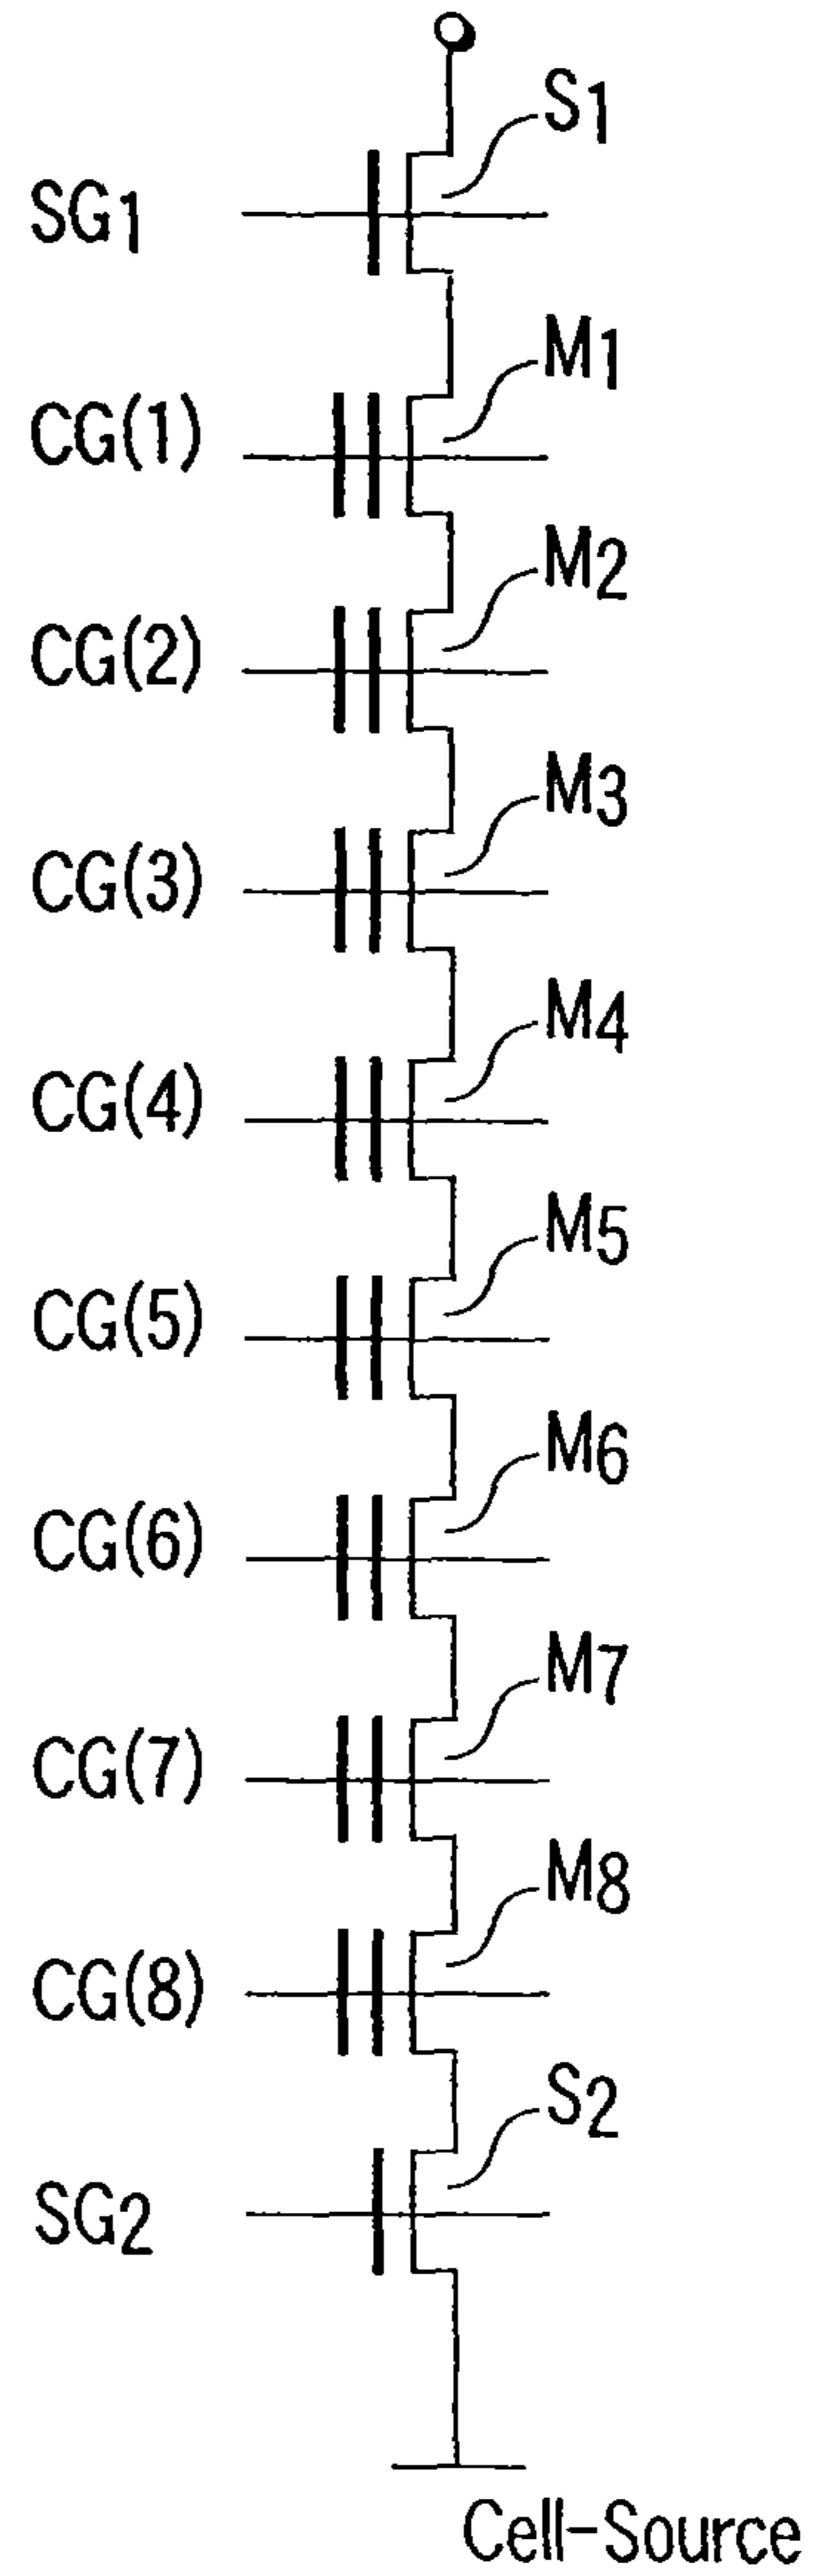 S1
SG1
M1
CG(1)
M2
CG(2)
M3
CG(3)
M4
CG(4)
M5
CG(5)
M6
CG(6)
M7
CG(7)
M8
CG(8)
S2
SG2
Cell-Source